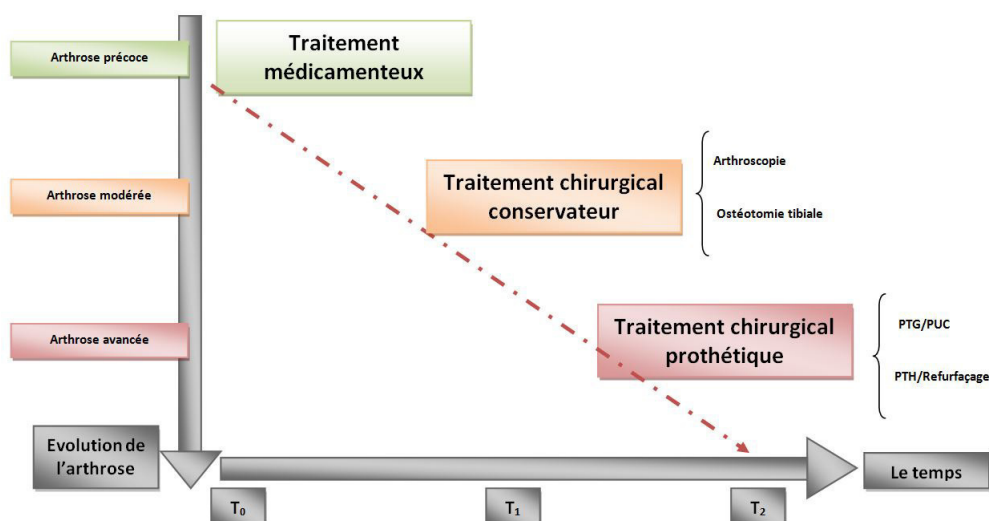 Arthrose précoce
Traitement
médicamenteux
Arthrose modérée
Traitement chirurgical
conservateur
Arthroscopie
Ostéotomie tibiale
Arthrose avancée
Traitement chirurgical
prothétique
PTG/PUC
PTH/Refurfaçage
Evolution de
l'arthrose
Le temps
T₀
T₁
T₂